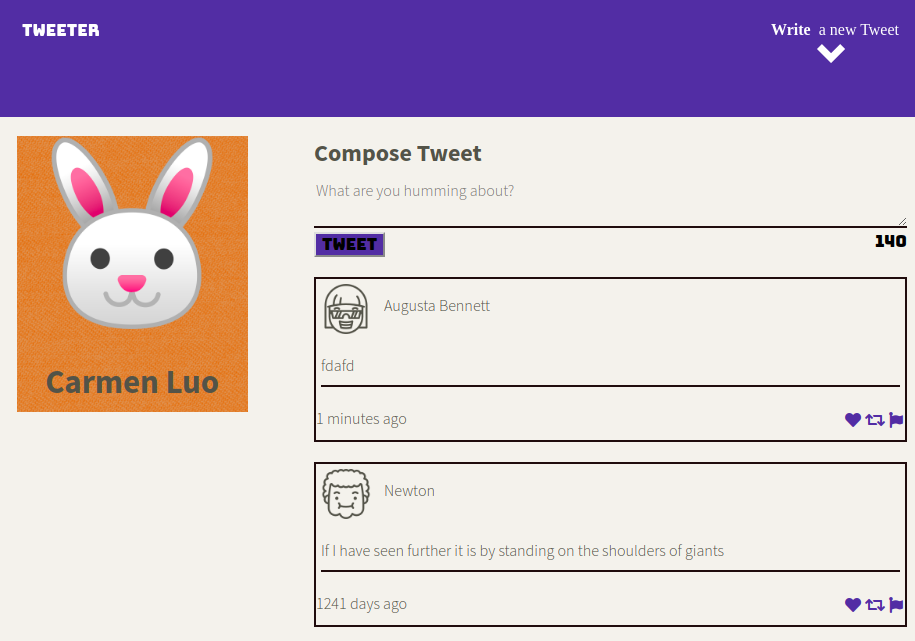 TWEETER
Write a new Tweet
Carmen Luo
Compose Tweet
What are you humming about?
TWEET
140
Augusta Bennett
fdafd
1 minutes ago
Newton
If I have seen further it is by standing on the shoulders of giants
1241 days ago